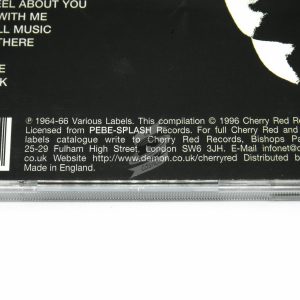 EEL ABOUT YOU
WITH ME
LL MUSIC
THERE
E
K
℗ 1964-66 Various Labels. This compilation © 1996 Cherry Red Re
Licensed from PEBE-SPLASH Records. For full Cherry Red and
labels catalogue write to Cherry Red Records, Bishops Pa
25-29 Fulham High Street, London SW6 3JH, E-Mail infonet@c
co.uk Website http//www.demon.co.uk/cherryred Distributed b
Made in England.